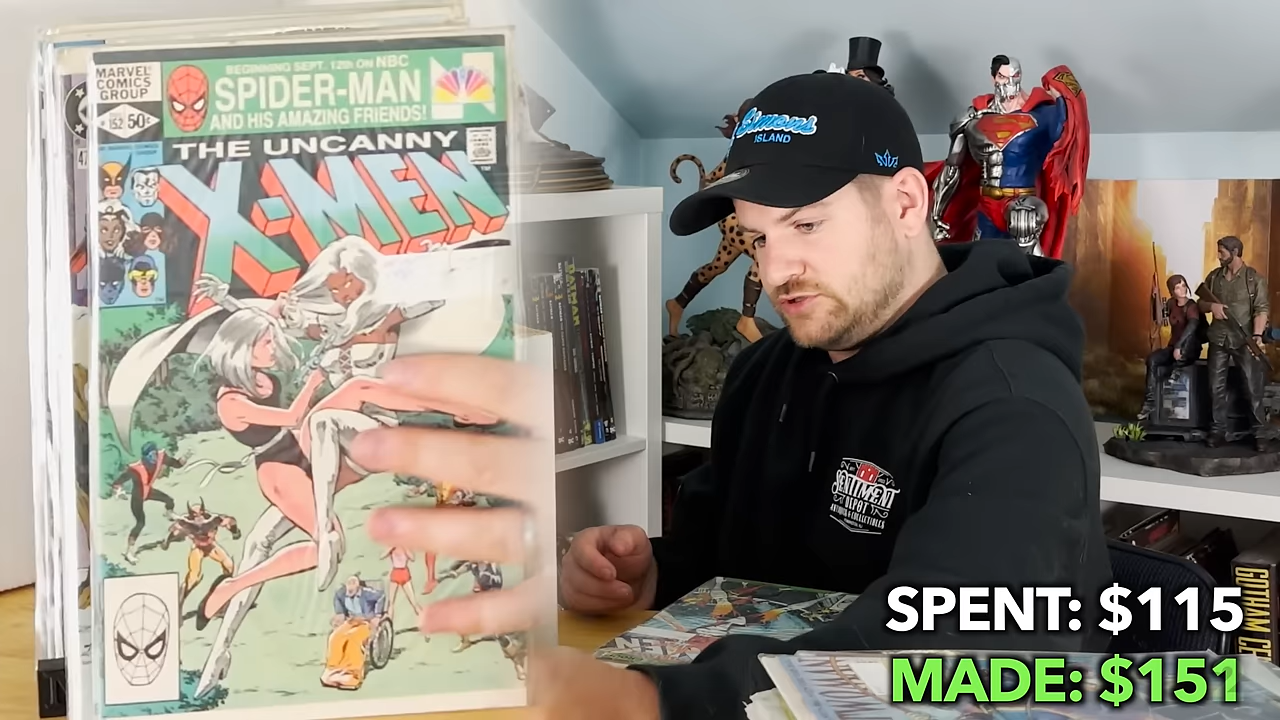 MARVEL
COMICS
GROUP
152 50¢
BEGINNING SEPT. 12th ON NBC
SPIDER-MAN
AND HIS AMAZING FRIENDS!
THE UNCANNY
X-MEN
Simons
ISLAND
SENTIMENT
DEPOT
GOTHAM
SPENT: $115
MADE: $151